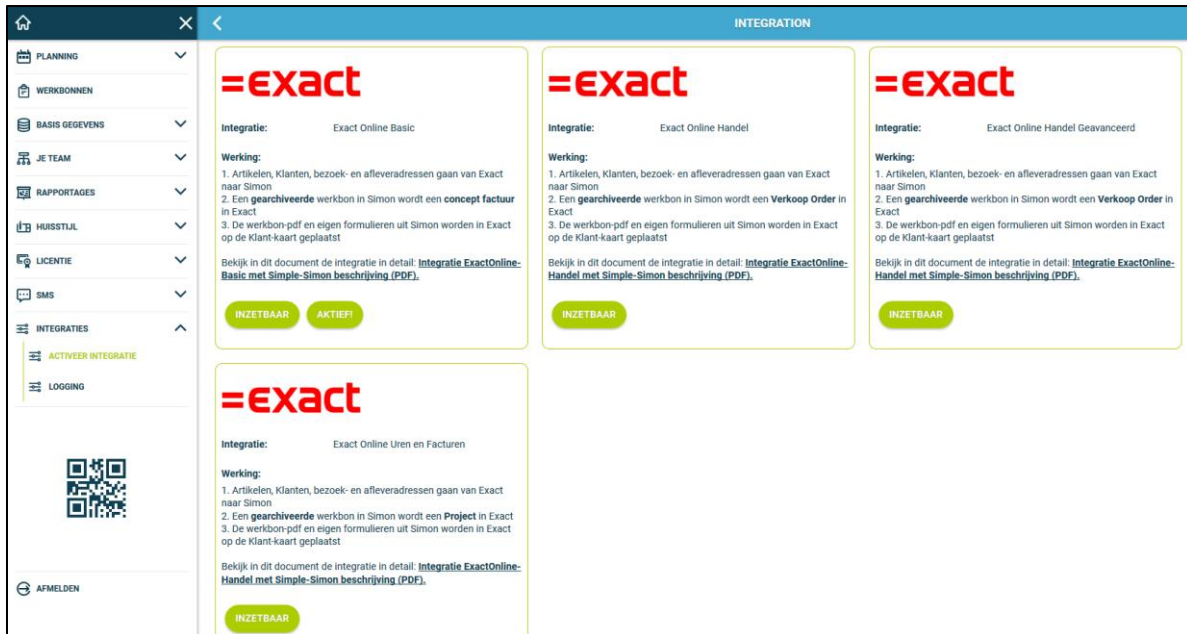 INTEGRATION
PLANNING
WERKBONNEN
BASIS GEGEVENS
JE TEAM
RAPPORTAGES
HUISSTIJL
LICENTIE
SMS
INTEGRATIES
ACTIVEER INTEGRATIE
LOGGING
AFMELDEN
=exact
Integratie: Exact Online Basic
Werking:
1. Artikelen, Klanten, bezoek- en afleveradressen gaan van Exact
naar Simon
2. Een gearchiveerde werkbon in Simon wordt een concept factuur
in Exact
3. De werkbon-pdf en eigen formulieren uit Simon worden in Exact
op de Klant-kaart geplaatst
Bekijk in dit document de integratie in detail: Integratie ExactOnline-
Basic met Simple-Simon beschrijving (PDF).
INZETBAAR AKTIEF!
=exact
Integratie: Exact Online Handel
Werking:
1. Artikelen, Klanten, bezoek- en afleveradressen gaan van Exact
naar Simon
2. Een gearchiveerde werkbon in Simon wordt een Verkoop Order in
Exact
3. De werkbon-pdf en eigen formulieren uit Simon worden in Exact
op de Klant-kaart geplaatst
Bekijk in dit document de integratie in detail: Integratie ExactOnline-
Handel met Simple-Simon beschrijving (PDF).
INZETBAAR
=exact
Integratie: Exact Online Handel Geavanceerd
Werking:
1. Artikelen, Klanten, bezoek- en afleveradressen gaan van Exact
naar Simon
2. Een gearchiveerde werkbon in Simon wordt een Verkoop Order in
Exact
3. De werkbon-pdf en eigen formulieren uit Simon worden in Exact
op de Klant-kaart geplaatst
Bekijk in dit document de integratie in detail: Integratie ExactOnline-
Handel met Simple-Simon beschrijving (PDF).
INZETBAAR
=exact
Integratie: Exact Online Uren en Facturen
Werking:
1. Artikelen, Klanten, bezoek- en afleveradressen gaan van Exact
naar Simon
2. Een gearchiveerde werkbon in Simon wordt een Project in Exact
3. De werkbon-pdf en eigen formulieren uit Simon worden in Exact
op de Klant-kaart geplaatst
Bekijk in dit document de integratie in detail: Integratie ExactOnline-
Handel met Simple-Simon beschrijving (PDF).
INZETBAAR